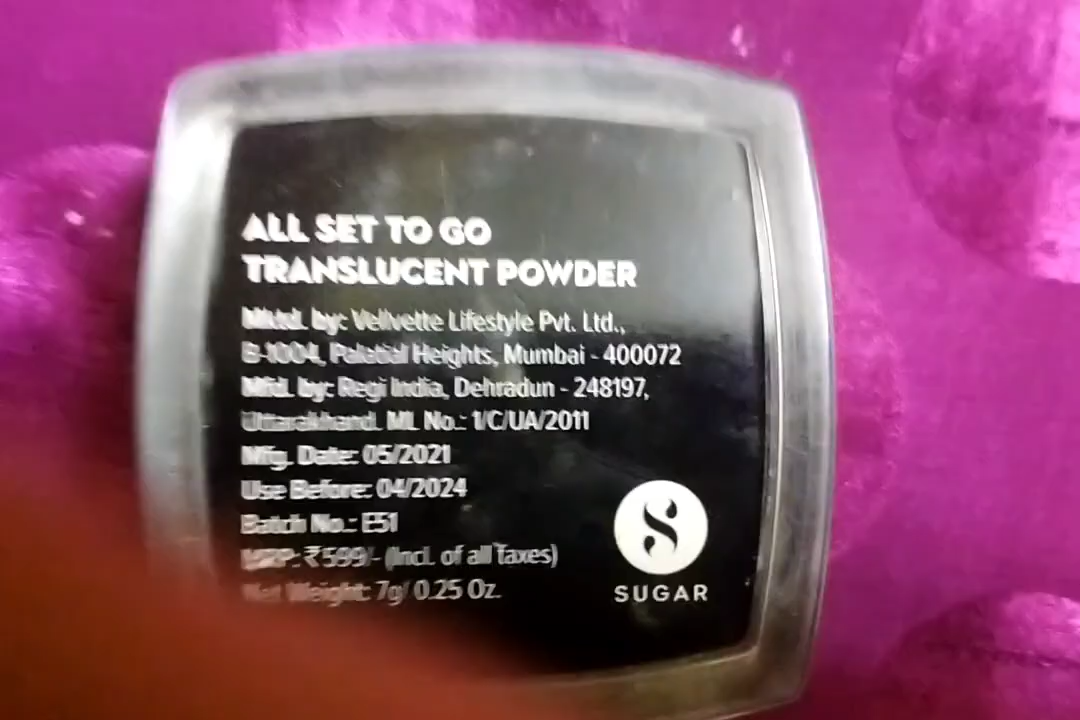 ALL SET TO GO
TRANSLUCENT POWDER
Mktd. by: Vellvette Lifestyle Pvt. Ltd.,
B-1004, Palatial Heights, Mumbai - 400072
Mfd. by: Regi India, Dehradun - 248197,
Uttarakhand. ML No.: 1/C/UA/2011
Mfg. Date: 05/2021
Use Before: 04/2024
Batch No.: E51
MRP: ₹599/- (Incl. of all Taxes)
Net Weight: 7g/ 0.25 Oz.
SUGAR